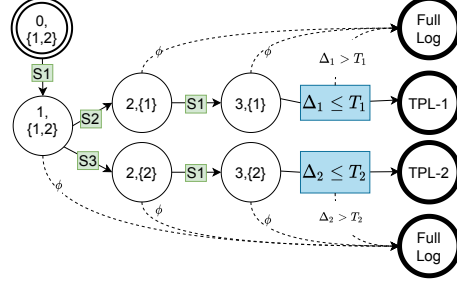 0,
{1,2}
Full
Log
ϕ
ϕ
Δ₁ > T₁
S1
1,
{1,2}
S2
2,{1}
S1
3,{1}
Δ₁ ≤ T₁
TPL-1
S3
2,{2}
S1
3,{2}
Δ₂ ≤ T₂
TPL-2
ϕ
ϕ
ϕ
Δ₂ > T₂
Full
Log